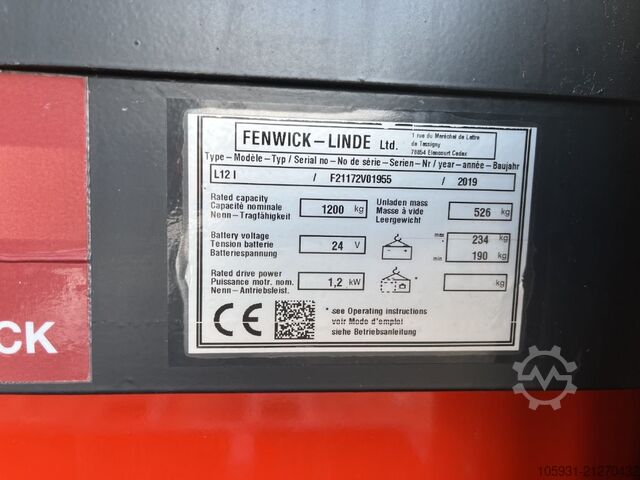 FENWICK–LINDE Ltd.
1 rue du Maréchal de Lattre
de Tassigny
78854 Elancourt Cedex
Type–Modèle–Typ / Serial no–No de série–Serien–Nr / year–année–Baujahr
L12 I / F21172V01955 / 2019
Rated capacity
Capacité nominale
Nenn–Tragfähigkeit
1200 kg
Unladen mass
Masse à vide
Leergewicht
526 kg
Battery voltage
Tension batterie
Batteriespannung
24 V
max 234 kg
min 190 kg
Rated drive power
Puissance motr. nom.
Nenn–Antriebsleist.
1,2 kW
* kg
CE
* see Operating instructions
voir Mode d'emploi
siehe Betriebsanleitung
CK
105931-21270432